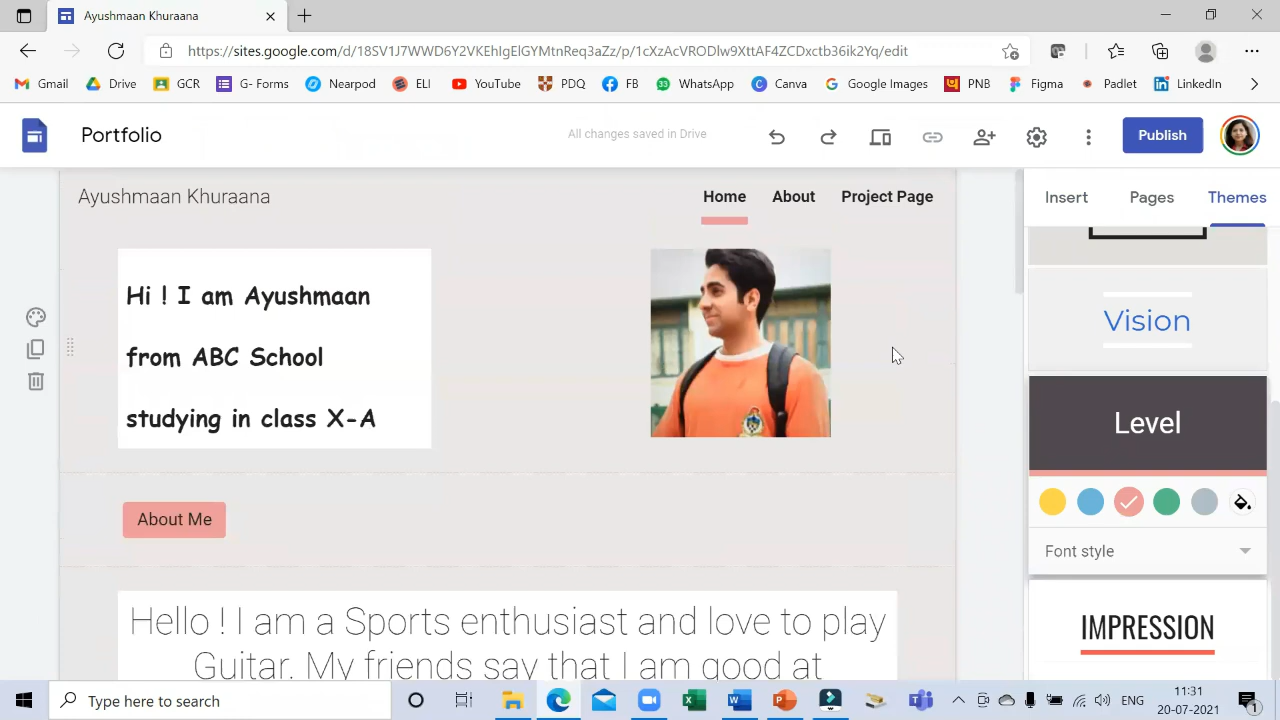 Ayushmaan Khuraana
https://sites.google.com/d/18SV1J7WWD6Y2VKEhIgElGYMtnReq3aZz/p/1cXzAcVRODlw9XttAF4ZCDxctb36ik2Yq/edit
Gmail Drive GCR G- Forms Nearpod ELI YouTube PDQ FB WhatsApp Canva Google Images PNB Figma Padlet LinkedIn
Portfolio
All changes saved in Drive
Publish
Ayushmaan Khuraana
Home About Project Page
Insert Pages Themes
Hi ! I am Ayushmaan
from ABC School
studying in class X-A
Vision
Level
About Me
Font style
Hello ! I am a Sports enthusiast and love to play
Guitar. My friends say that I am good at
IMPRESSION
Type here to search
ENG
11:31
20-07-2021